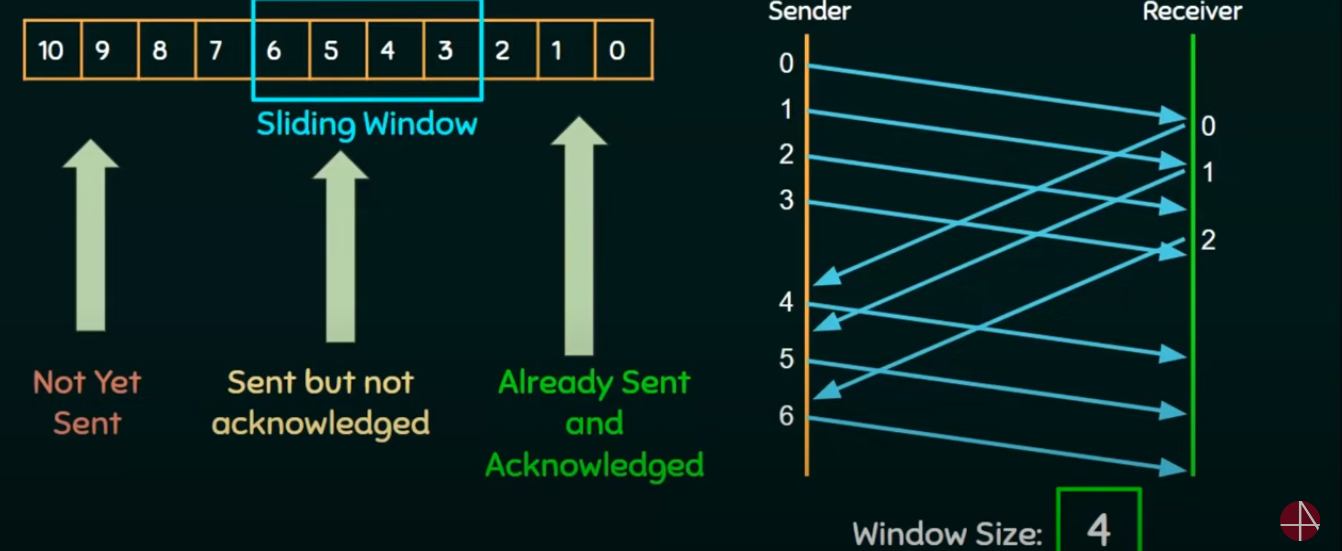 10 9 8 7 6 5 4 3 2 1 0
Sliding Window
Not Yet
Sent
Sent but not
acknowledged
Already Sent
and
Acknowledged
Sender Receiver
0
1
2
3
4
5
6
0
1
2
Window Size: 4